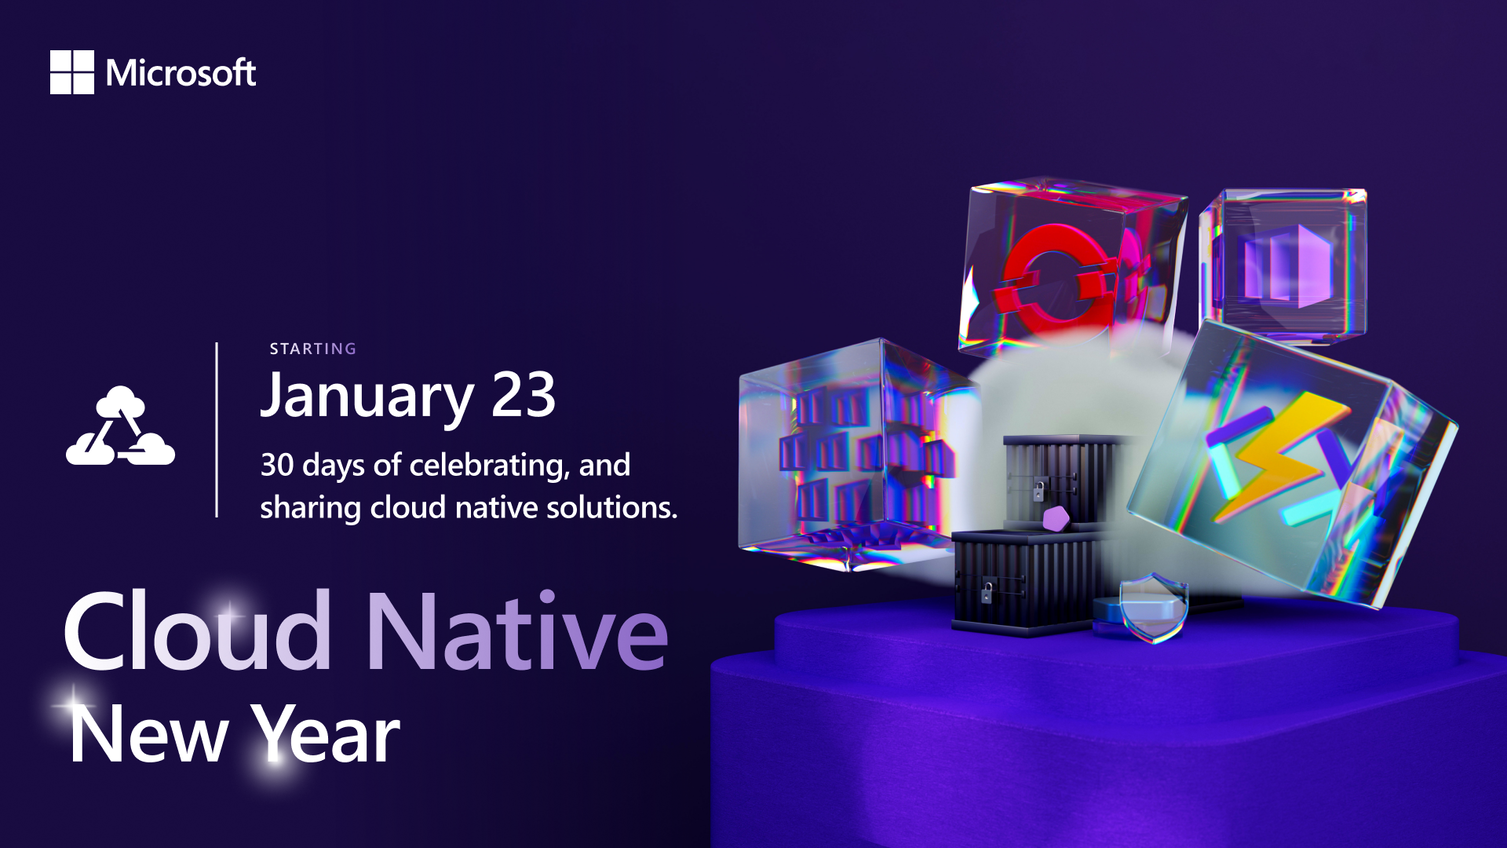 Microsoft
STARTING
January 23
30 days of celebrating, and
sharing cloud native solutions.
Cloud Native
New Year